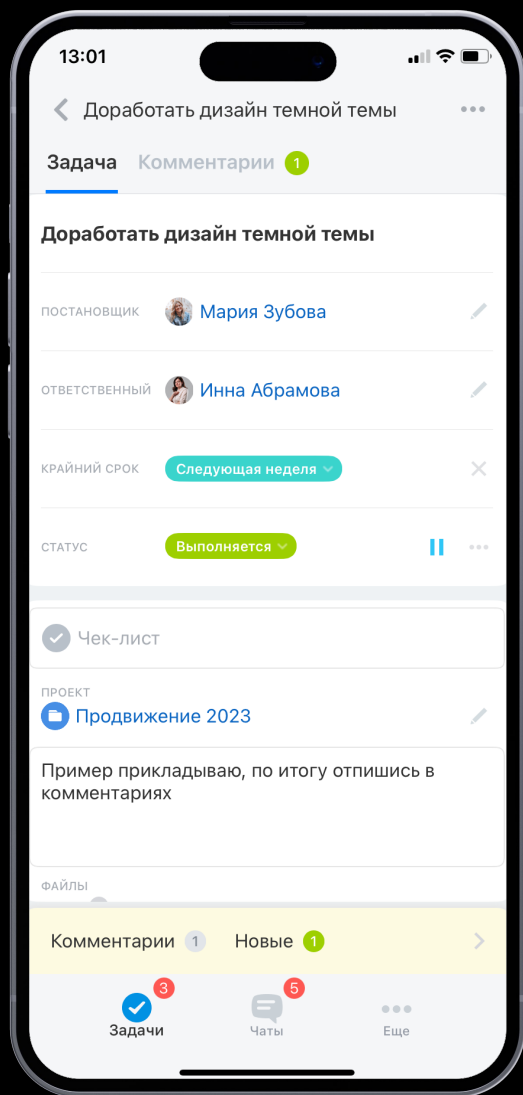 13:01
Доработать дизайн темной темы
Задача Комментарии 1
Доработать дизайн темной темы
ПОСТАНОВЩИК Мария Зубова
ОТВЕТСТВЕННЫЙ Инна Абрамова
КРАЙНИЙ СРОК Следующая неделя
СТАТУС Выполняется
Чек-лист
ПРОЕКТ
Продвижение 2023
Пример прикладываю, по итогу отпишись в
комментариях
ФАЙЛЫ
Комментарии 1 Новые 1
3 5
Задачи Чаты Еще